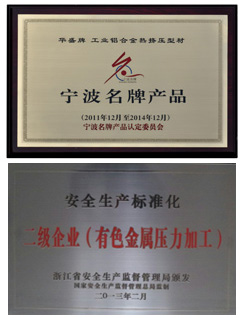 华盛牌 工业铝合金热挤压型材
宁波名牌产品
(2011年12月至2014年12月)
宁波名牌产品认定委员会
安全生产标准化
二级企业(有色金属压力加工)
浙江省安全生产监督管理局颁发
国家安全生产监督管理总局监制
二〇一三年二月